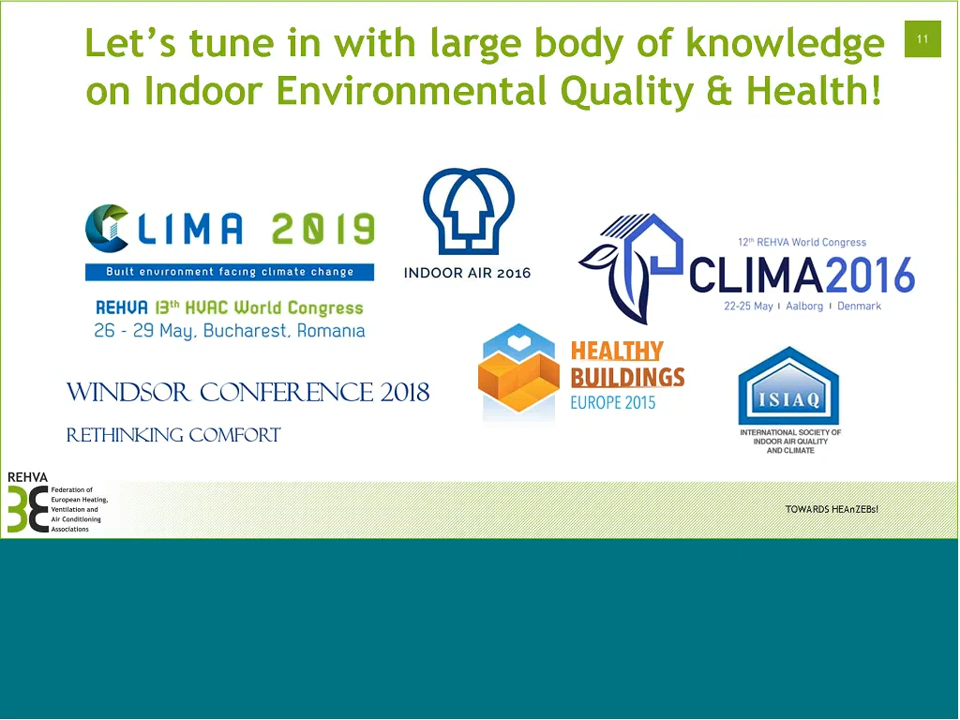 Let's tune in with large body of knowledge
on Indoor Environmental Quality & Health!
11
CLIMA 2019
Built environment facing climate change
REHVA 13th HVAC World Congress
26 - 29 May, Bucharest, Romania
INDOOR AIR 2016
12th REHVA World Congress
CLIMA2016
22-25 May ı Aalborg ı Denmark
WINDSOR CONFERENCE 2018
RETHINKING COMFORT
HEALTHY
BUILDINGS
EUROPE 2015
ISIAQ
INTERNATIONAL SOCIETY OF
INDOOR AIR QUALITY
AND CLIMATE
REHVA
Federation of
European Heating,
Ventilation and
Air Conditioning
Associations
TOWARDS HEAnZEBs!